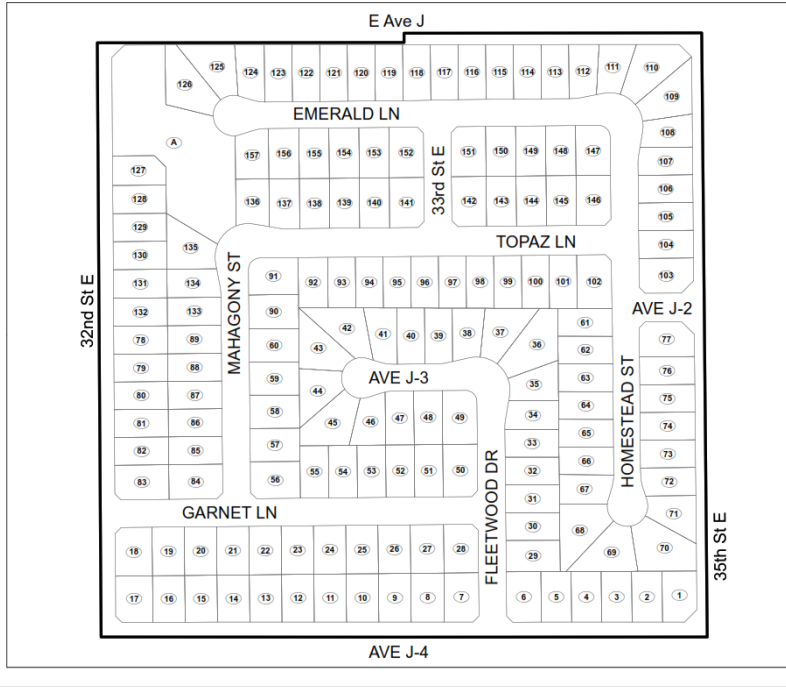 E Ave J
125 124 123 122 121 120 119 118 117 116 115 114 113 112 111 110
126
109
EMERALD LN
108
A
157 156 155 154 153 152
33rd St E
151 150 149 148 147
107
127
128
136 137 138 139 140 141
142 143 144 145 146
106
129
105
130 135
TOPAZ LN
104
32nd St E
131 134
MAHAGONY ST
91
92 93 94 95 96 97 98 99 100 101 102
103
132 133
90
AVE J-2
61
78 89
60
43 42 41 40 39 38 37 36
62
77
79 88
59
AVE J-3
63
HOMESTEAD ST
76
80 87
44
35
64
75
81 86
58
45 46 47 48 49
34
65
74
82 85
57
33
66
73
83 84
56
55 54 53 52 51 50
FLEETWOOD DR
32
67
72
31
GARNET LN
71
30
68
35th St E
18 19 20 21 22 23 24 25 26 27 28
29
69
70
17 16 15 14 13 12 11 10 9 8 7
6 5 4 3 2 1
AVE J-4